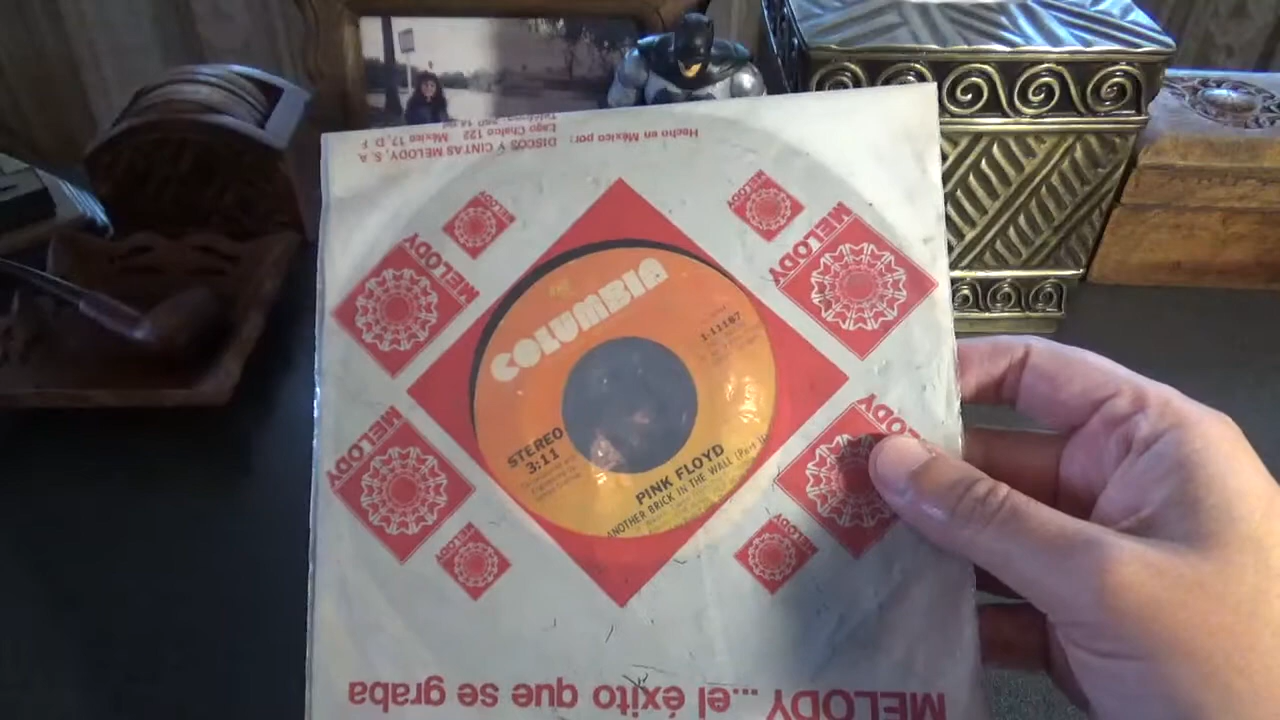 Hecho en México por:
DISCOS Y CINTAS MELODY, S. A.
Lago Chalco 122 México 17, D. F.
MELODY
MELODY
MELODY
MELODY
COLUMBIA
1-11187
STEREO
3:11
PINK FLOYD
ANOTHER BRICK IN THE WALL (Part II)
MELODY
MELODY
MELODY
MELODY
MELODY...el éxito que se graba